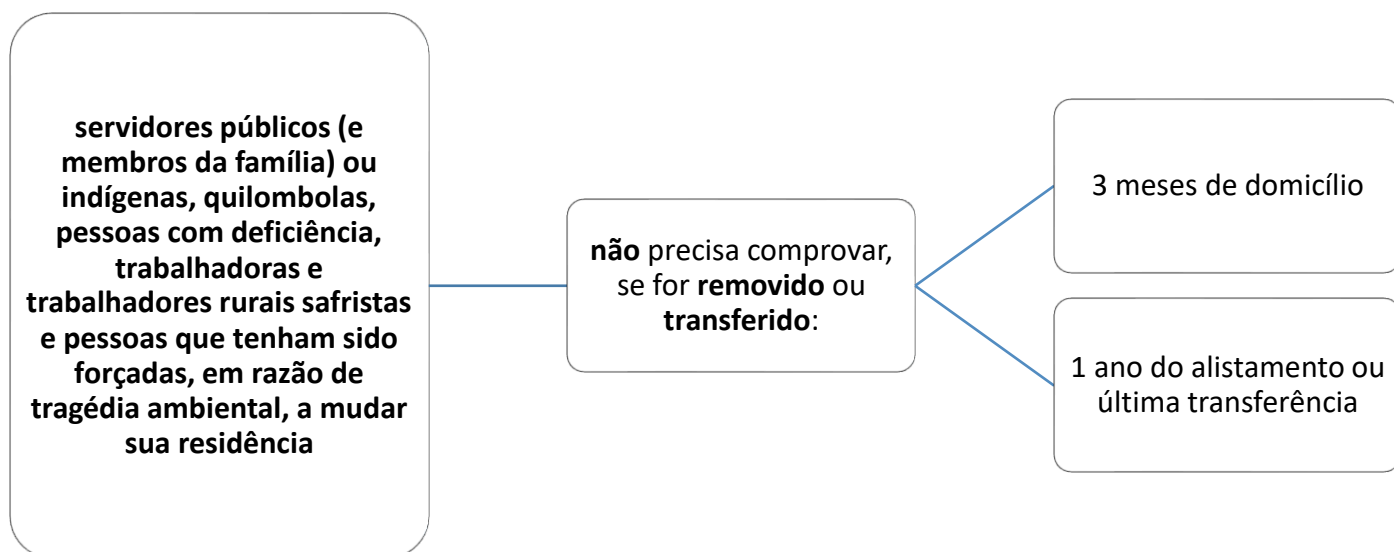 servidores públicos (e
membros da família) ou
indígenas, quilombolas,
pessoas com deficiência,
trabalhadoras e
trabalhadores rurais safristas
e pessoas que tenham sido
forçadas, em razão de
tragédia ambiental, a mudar
sua residência
não precisa comprovar,
se for removido ou
transferido:
3 meses de domicílio
1 ano do alistamento ou
última transferência